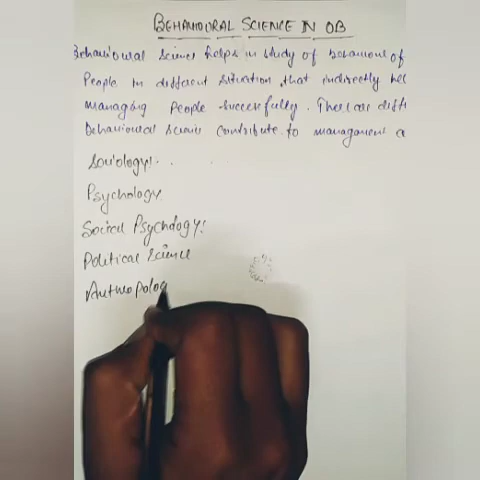 BEHAVIOURAL SCIENCE IN OB
Behavioural science helps in study of behaviour of
People in different situation that indirectly hel
managing People successfully. There are diff
Behavioural science contribute to management a
Sociology:
Psychology
Social Psychology:
Political Science
Anthropolog